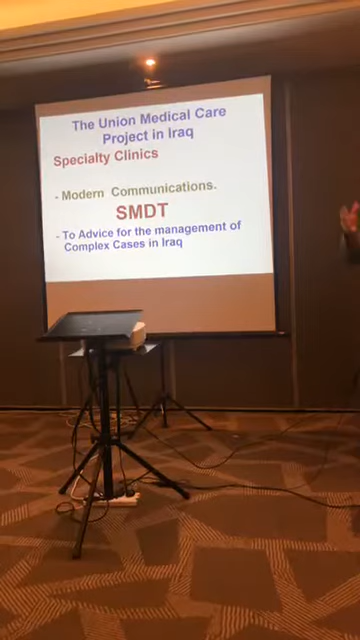 The Union Medical Care
Project in Iraq
Specialty Clinics
- Modern Communications.
SMDT
- To Advice for the management of
Complex Cases in Iraq